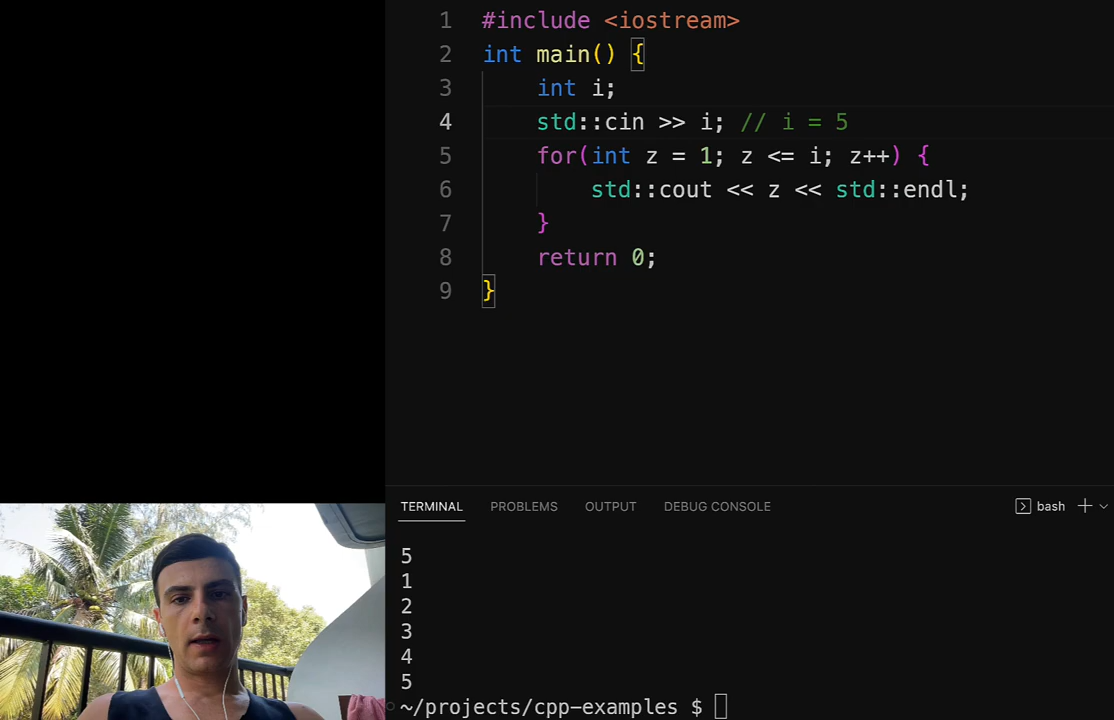 1 #include <iostream>
2 int main() {
3 int i;
4 std::cin >> i; // i = 5
5 for(int z = 1; z <= i; z++) {
6 std::cout << z << std::endl;
7 }
8 return 0;
9 }
TERMINAL PROBLEMS OUTPUT DEBUG CONSOLE bash
5
1
2
3
4
5
~/projects/cpp-examples $